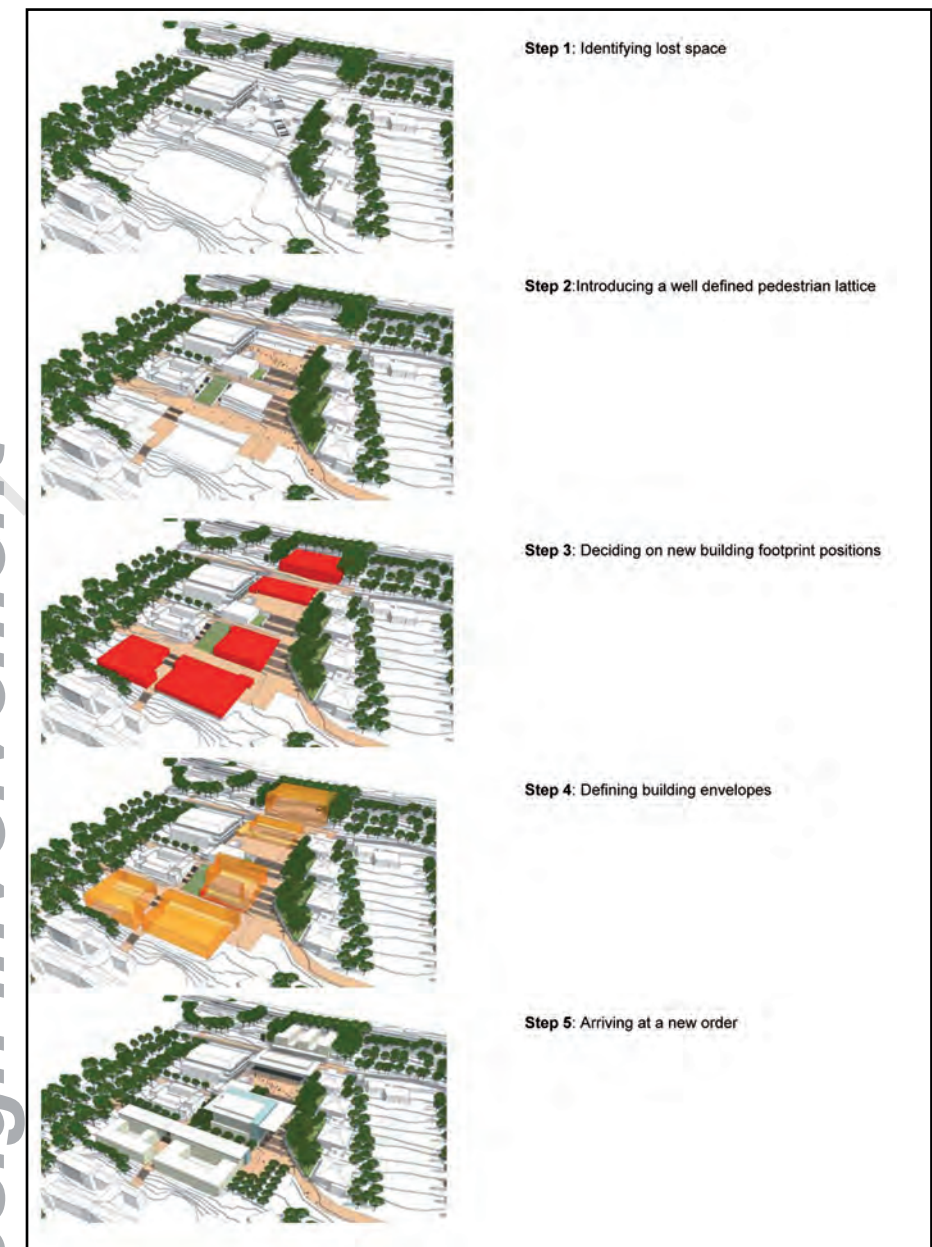 Step 1: Identifying lost space
Step 2:Introducing a well defined pedestrian lattice
Step 3: Deciding on new building footprint positions
Step 4: Defining building envelopes
Step 5: Arriving at a new order